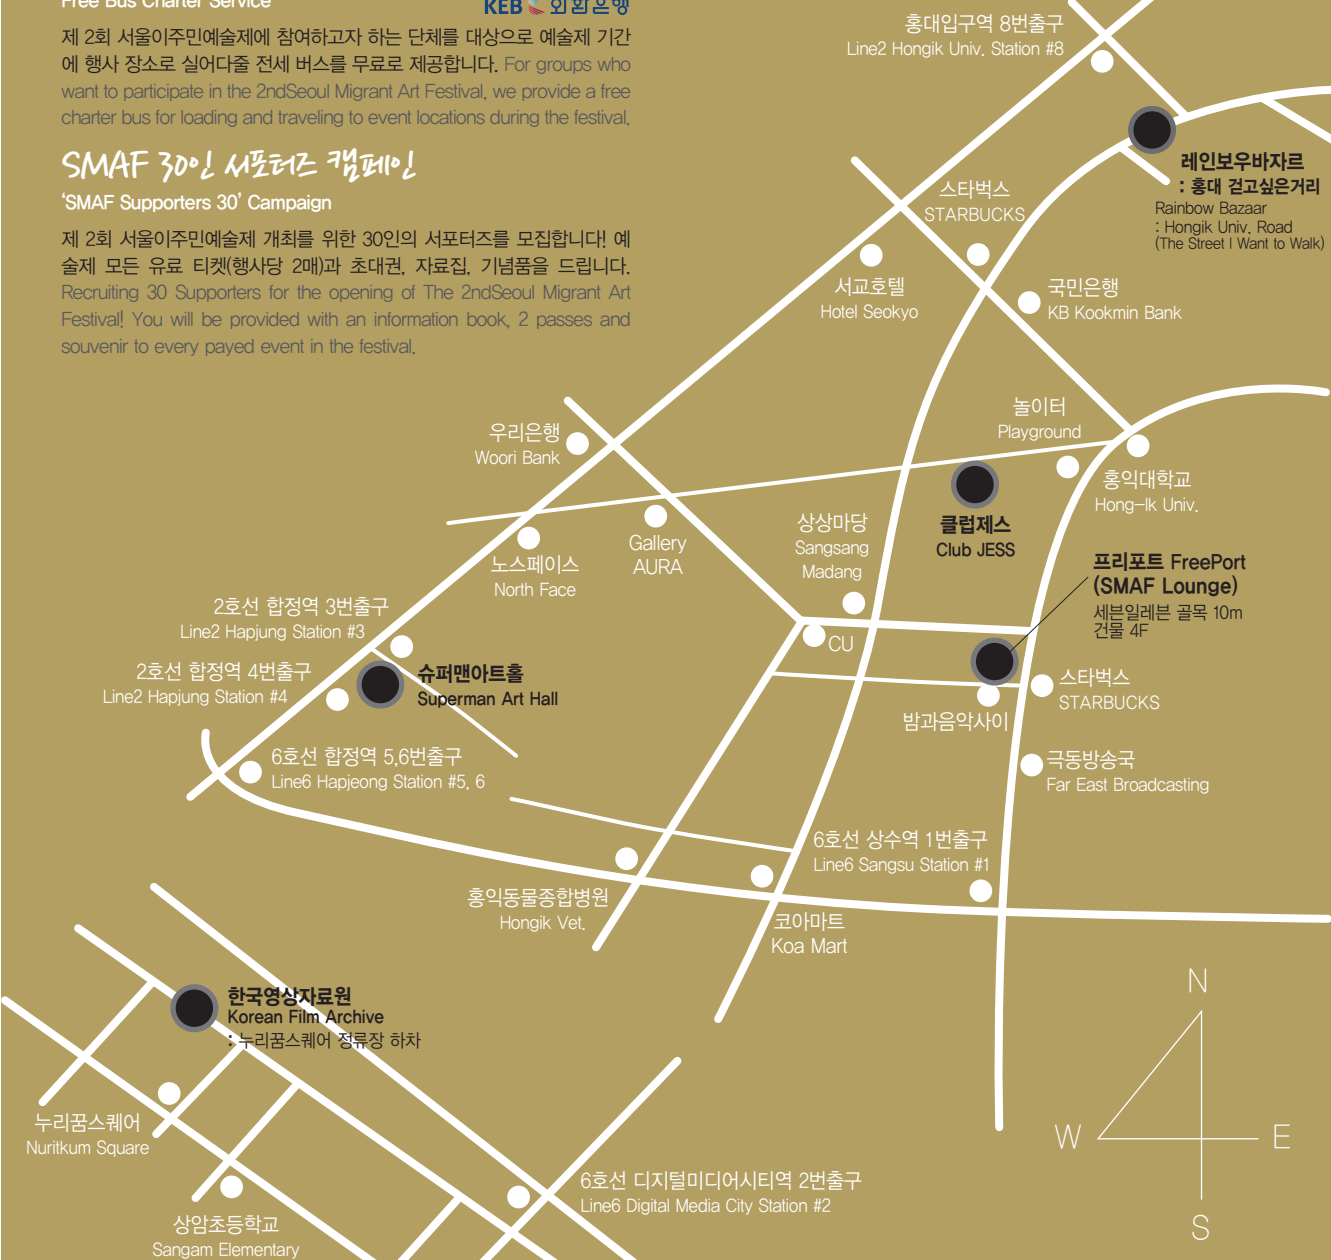 Free Bus Charter Service
KEB 외환은행
제 2회 서울이주민예술제에 참여하고자 하는 단체를 대상으로 예술제 기간
에 행사 장소로 실어다줄 전세 버스를 무료로 제공합니다. For groups who
want to participate in the 2ndSeoul Migrant Art Festival, we provide a free
charter bus for loading and traveling to event locations during the festival.
SMAF 30인 서포터즈 캠페인
‘SMAF Supporters 30’ Campaign
제 2회 서울이주민예술제 개최를 위한 30인의 서포터즈를 모집합니다! 예
술제 모든 유료 티켓(행사당 2매)과 초대권, 자료집, 기념품을 드립니다.
Recruiting 30 Supporters for the opening of The 2ndSeoul Migrant Art
Festival! You will be provided with an information book, 2 passes and
souvenir to every payed event in the festival.
홍대입구역 8번출구
Line2 Hongik Univ. Station #8
레인보우바자르
: 홍대 걷고싶은거리
Rainbow Bazaar
: Hongik Univ. Road
(The Street I Want to Walk)
스타벅스
STARBUCKS
서교호텔
Hotel Seokyo
국민은행
KB Kookmin Bank
놀이터
Playground
우리은행
Woori Bank
홍익대학교
Hong-Ik Univ.
클럽제스
Club JESS
상상마당
Sangsang
Madang
Gallery
AURA
노스페이스
North Face
프리포트 FreePort
(SMAF Lounge)
세븐일레븐 골목 10m
건물 4F
2호선 합정역 3번출구
Line2 Hapjung Station #3
CU
2호선 합정역 4번출구
Line2 Hapjung Station #4
슈퍼맨아트홀
Superman Art Hall
스타벅스
STARBUCKS
밤과음악사이
6호선 합정역 5,6번출구
Line6 Hapjeong Station #5, 6
극동방송국
Far East Broadcasting
6호선 상수역 1번출구
Line6 Sangsu Station #1
홍익동물종합병원
Hongik Vet.
코아마트
Koa Mart
한국영상자료원
Korean Film Archive
: 누리꿈스퀘어 정류장 하차
N
W
E
S
누리꿈스퀘어
Nuritkum Square
6호선 디지털미디어시티역 2번출구
Line6 Digital Media City Station #2
상암초등학교
Sangam Elementary